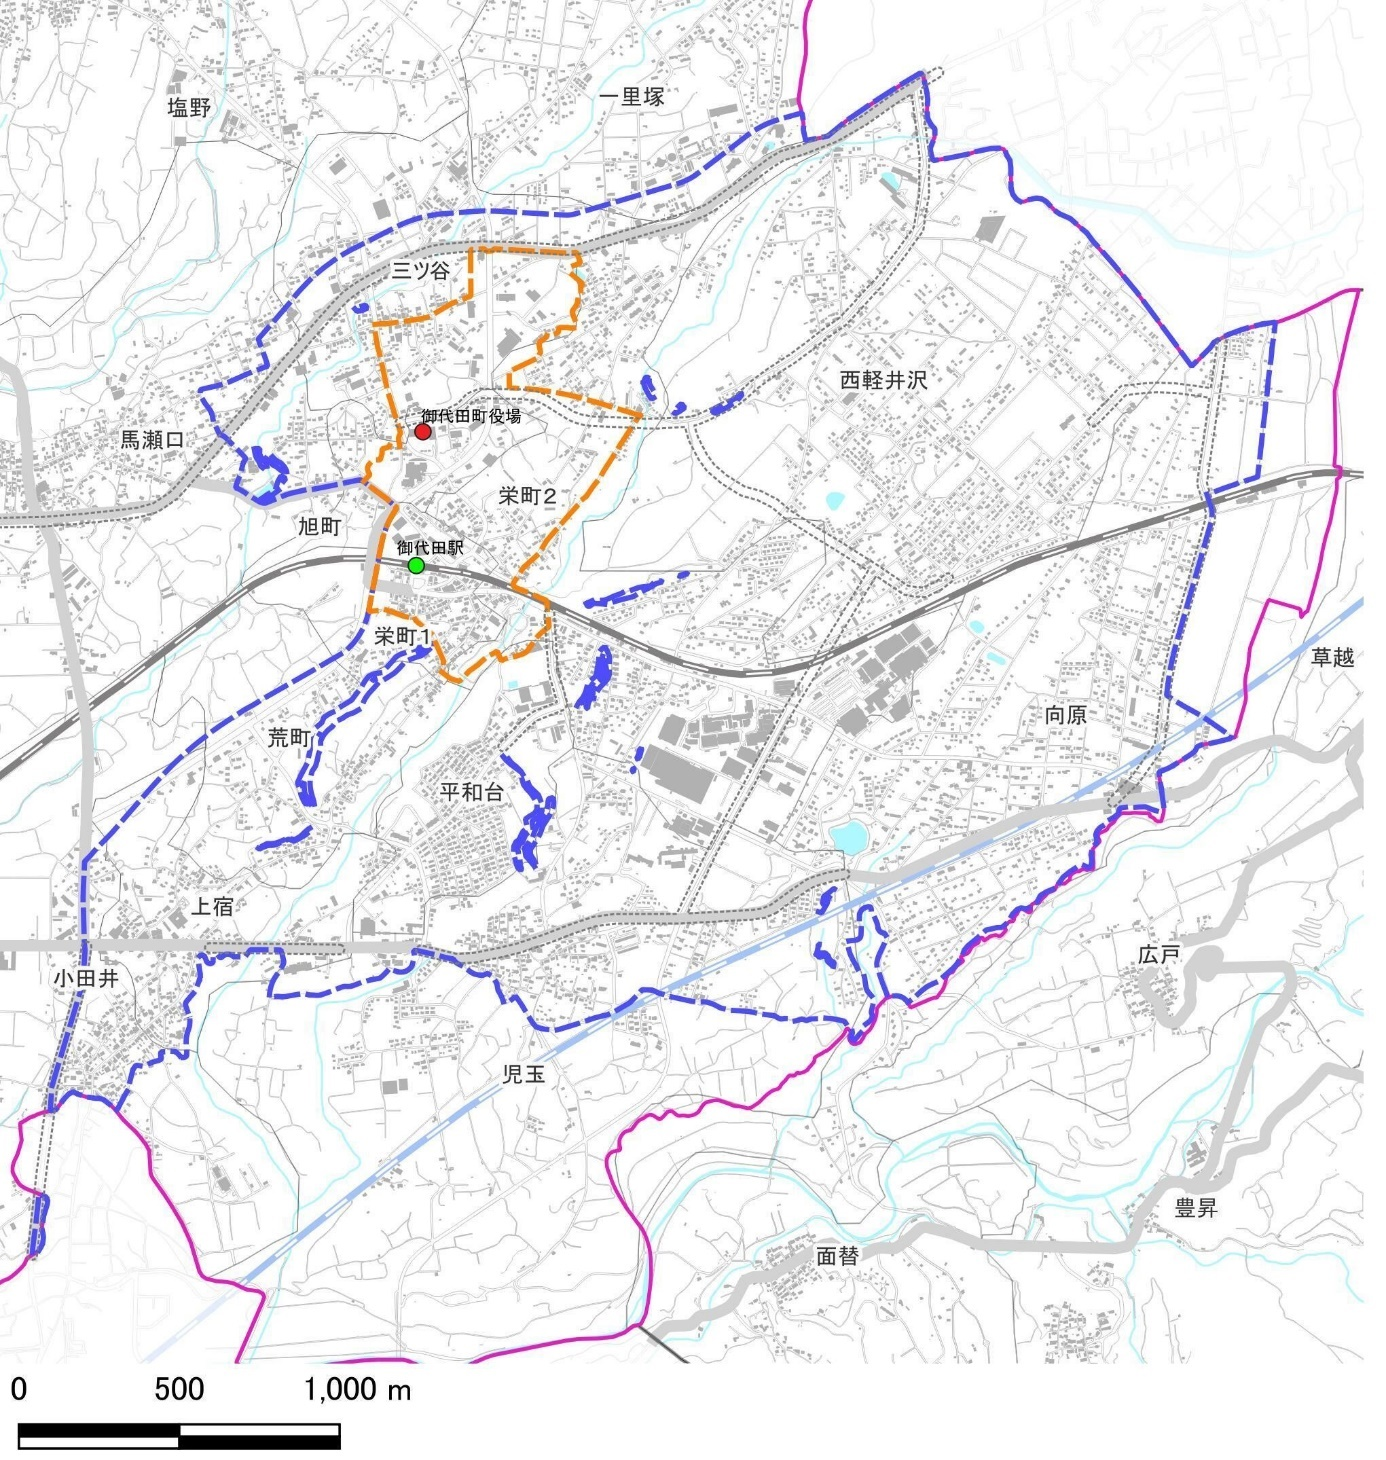 一里塚
塩野
三ツ谷
西軽井沢
御代田町役場
馬瀬口
栄町2
旭町
御代田駅
栄町1
草越
向原
荒町
平和台
上宿
広戸
小田井
児玉
豊昇
面替
0 500 1,000 m